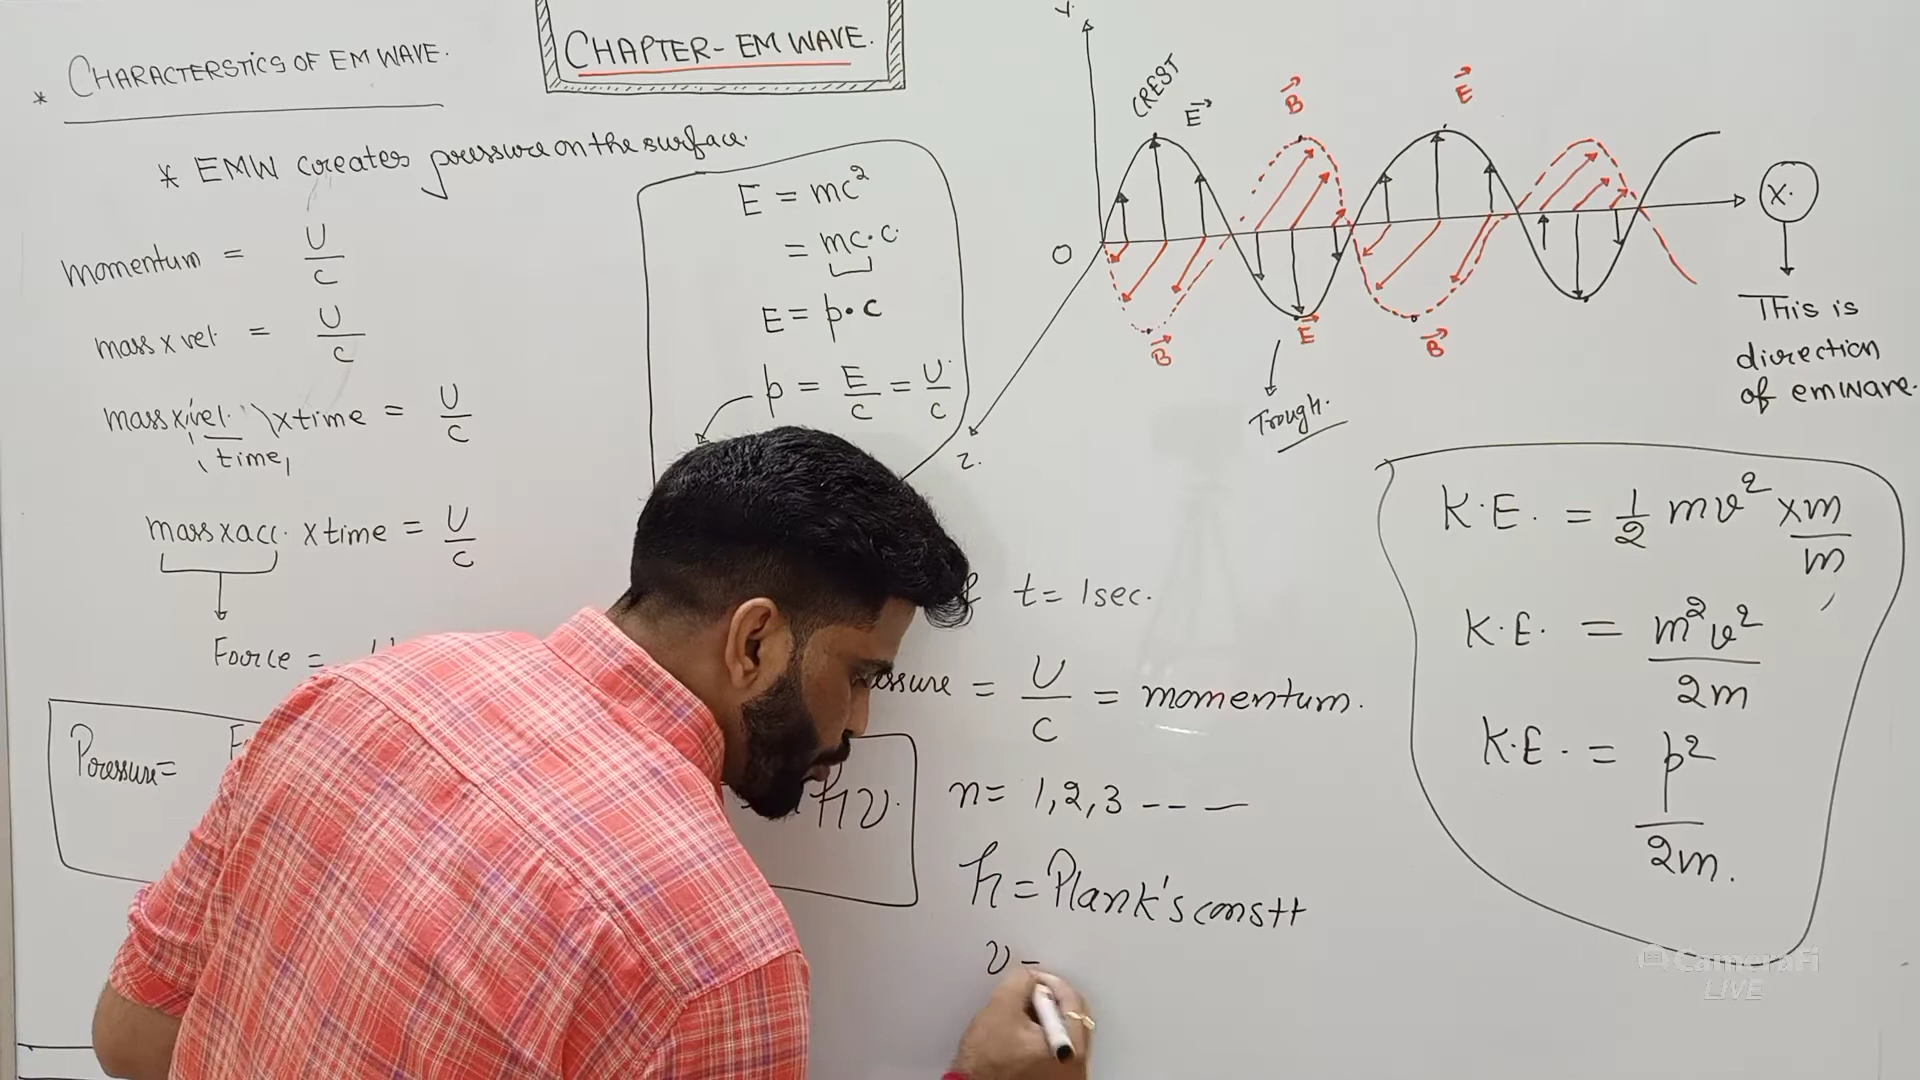 CHAPTER- EM WAVE.
* CHARACTERSTICS OF EM WAVE.
* EMW creates pressure on the surface.
momentum = U/c
mass x vel. = U/c
mass x (vel./time) x time = U/c
mass x acc. x time = U/c
Force =
Pressure =
E = mc²
= mc·c
E = p·c
p = E/c = U/c
t = 1sec.
= U/c = momentum.
hν.
n = 1,2,3 -- —
h = Plank's constt
ν =
Y.
CREST
E→
B→
E→
O
X.
B→
E→
B→
Trough.
Z.
This is
direction
of emware.
K.E. = 1/2 mv² x m/m
K.E. = m²v²/2m
K.E. = p²/2m.
CameraFi
LIVE